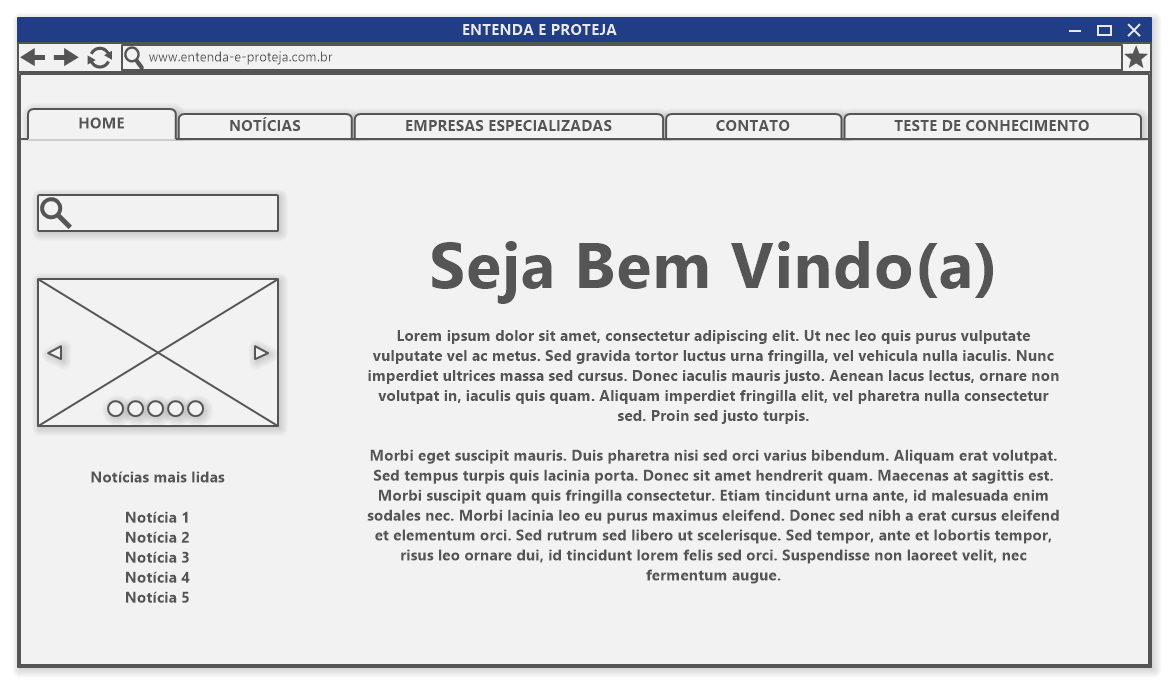 ENTENDA E PROTEJA
www.entenda-e-proteja.com.br
HOME
NOTÍCIAS
EMPRESAS ESPECIALIZADAS
CONTATO
TESTE DE CONHECIMENTO
Seja Bem Vindo(a)
Lorem ipsum dolor sit amet, consectetur adipiscing elit. Ut nec leo quis purus vulputate
vulputate vel ac metus. Sed gravida tortor luctus urna fringilla, vel vehicula nulla iaculis. Nunc
imperdiet ultrices massa sed cursus. Donec iaculis mauris justo. Aenean lacus lectus, ornare non
volutpat in, iaculis quis quam. Aliquam imperdiet fringilla elit, vel pharetra nulla consectetur
sed. Proin sed justo turpis.
Morbi eget suscipit mauris. Duis pharetra nisi sed orci varius bibendum. Aliquam erat volutpat.
Sed tempus turpis quis lacinia porta. Donec sit amet hendrerit quam. Maecenas at sagittis est.
Morbi suscipit quam quis fringilla consectetur. Etiam tincidunt urna ante, id malesuada enim
sodales nec. Morbi lacinia leo eu purus maximus eleifend. Donec sed nibh a erat cursus eleifend
et elementum orci. Sed rutrum sed libero ut scelerisque. Sed tempor, ante et lobortis tempor,
risus leo ornare dui, id tincidunt lorem felis sed orci. Suspendisse non laoreet velit, nec
fermentum augue.
Notícias mais lidas
Notícia 1
Notícia 2
Notícia 3
Notícia 4
Notícia 5